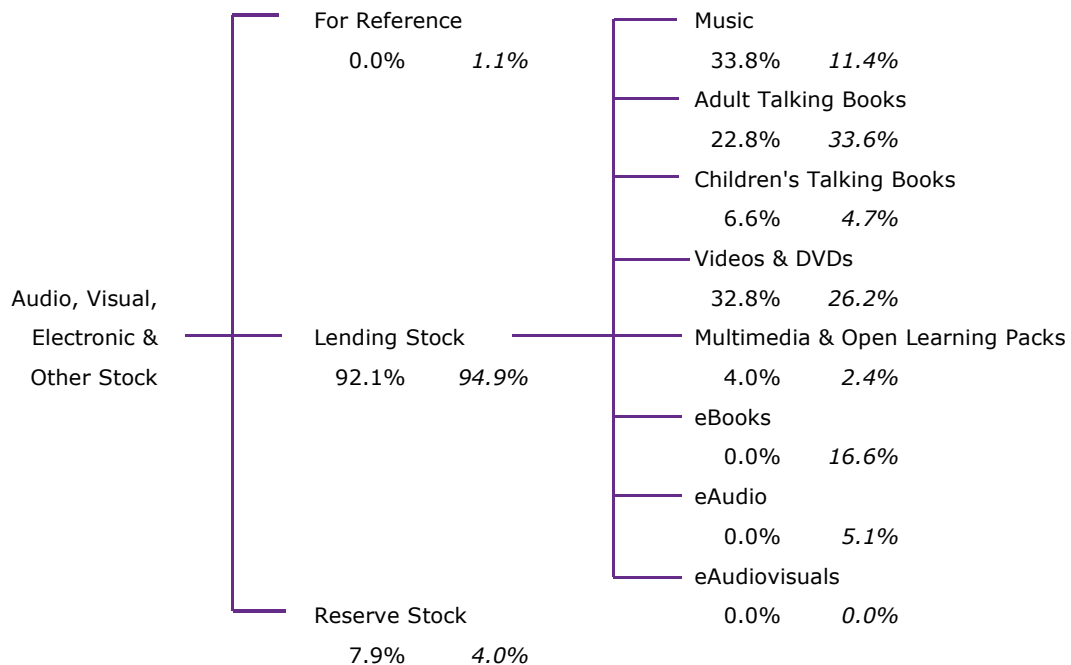 For Reference
0.0% 1.1%
Audio, Visual,
Electronic &
Other Stock
Lending Stock
92.1% 94.9%
Reserve Stock
7.9% 4.0%
Music
33.8% 11.4%
Adult Talking Books
22.8% 33.6%
Children's Talking Books
6.6% 4.7%
Videos & DVDs
32.8% 26.2%
Multimedia & Open Learning Packs
4.0% 2.4%
eBooks
0.0% 16.6%
eAudio
0.0% 5.1%
eAudiovisuals
0.0% 0.0%